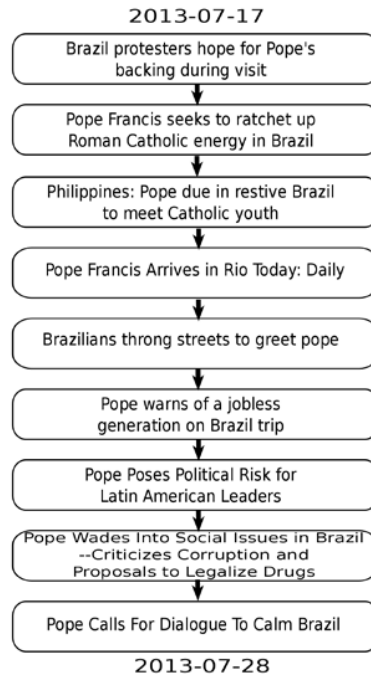 2013-07-17
Brazil protesters hope for Pope's
backing during visit
Pope Francis seeks to ratchet up
Roman Catholic energy in Brazil
Philippines: Pope due in restive Brazil
to meet Catholic youth
Pope Francis Arrives in Rio Today: Daily
Brazilians throng streets to greet pope
Pope warns of a jobless
generation on Brazil trip
Pope Poses Political Risk for
Latin American Leaders
Pope Wades Into Social Issues in Brazil
--Criticizes Corruption and
Proposals to Legalize Drugs
Pope Calls For Dialogue To Calm Brazil
2013-07-28